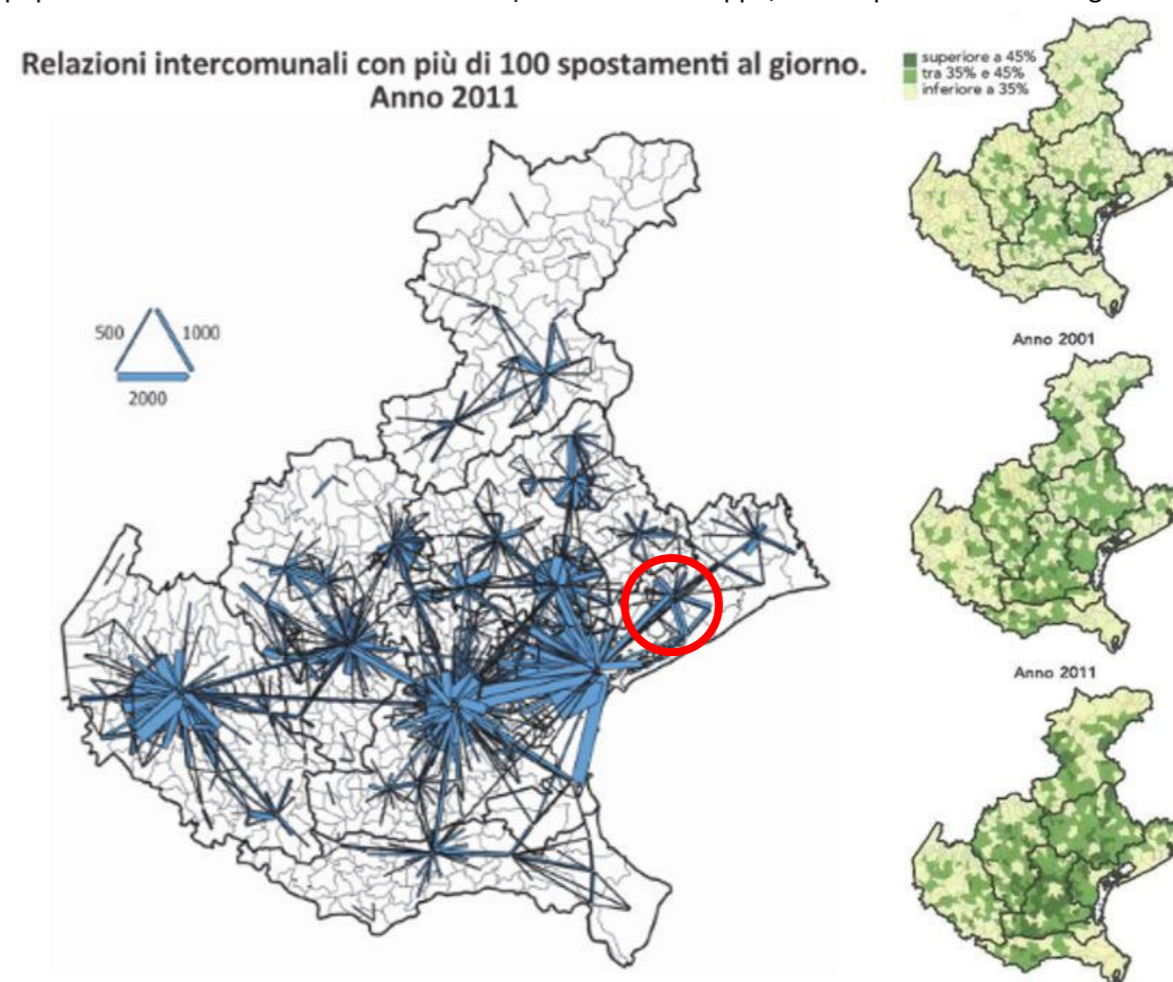 Relazioni intercomunali con più di 100 spostamenti al giorno.
Anno 2011
500
1000
2000
superiore a 45%
tra 35% e 45%
inferiore a 35%
Anno 2001
Anno 2011